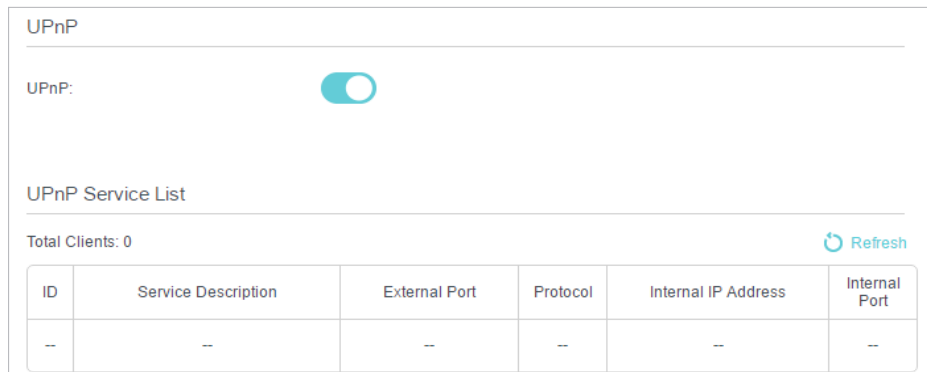 UPnP
UPnP:
UPnP Service List
Total Clients: 0 Refresh
ID Service Description External Port Protocol Internal IP Address Internal Port
-- -- -- -- -- --